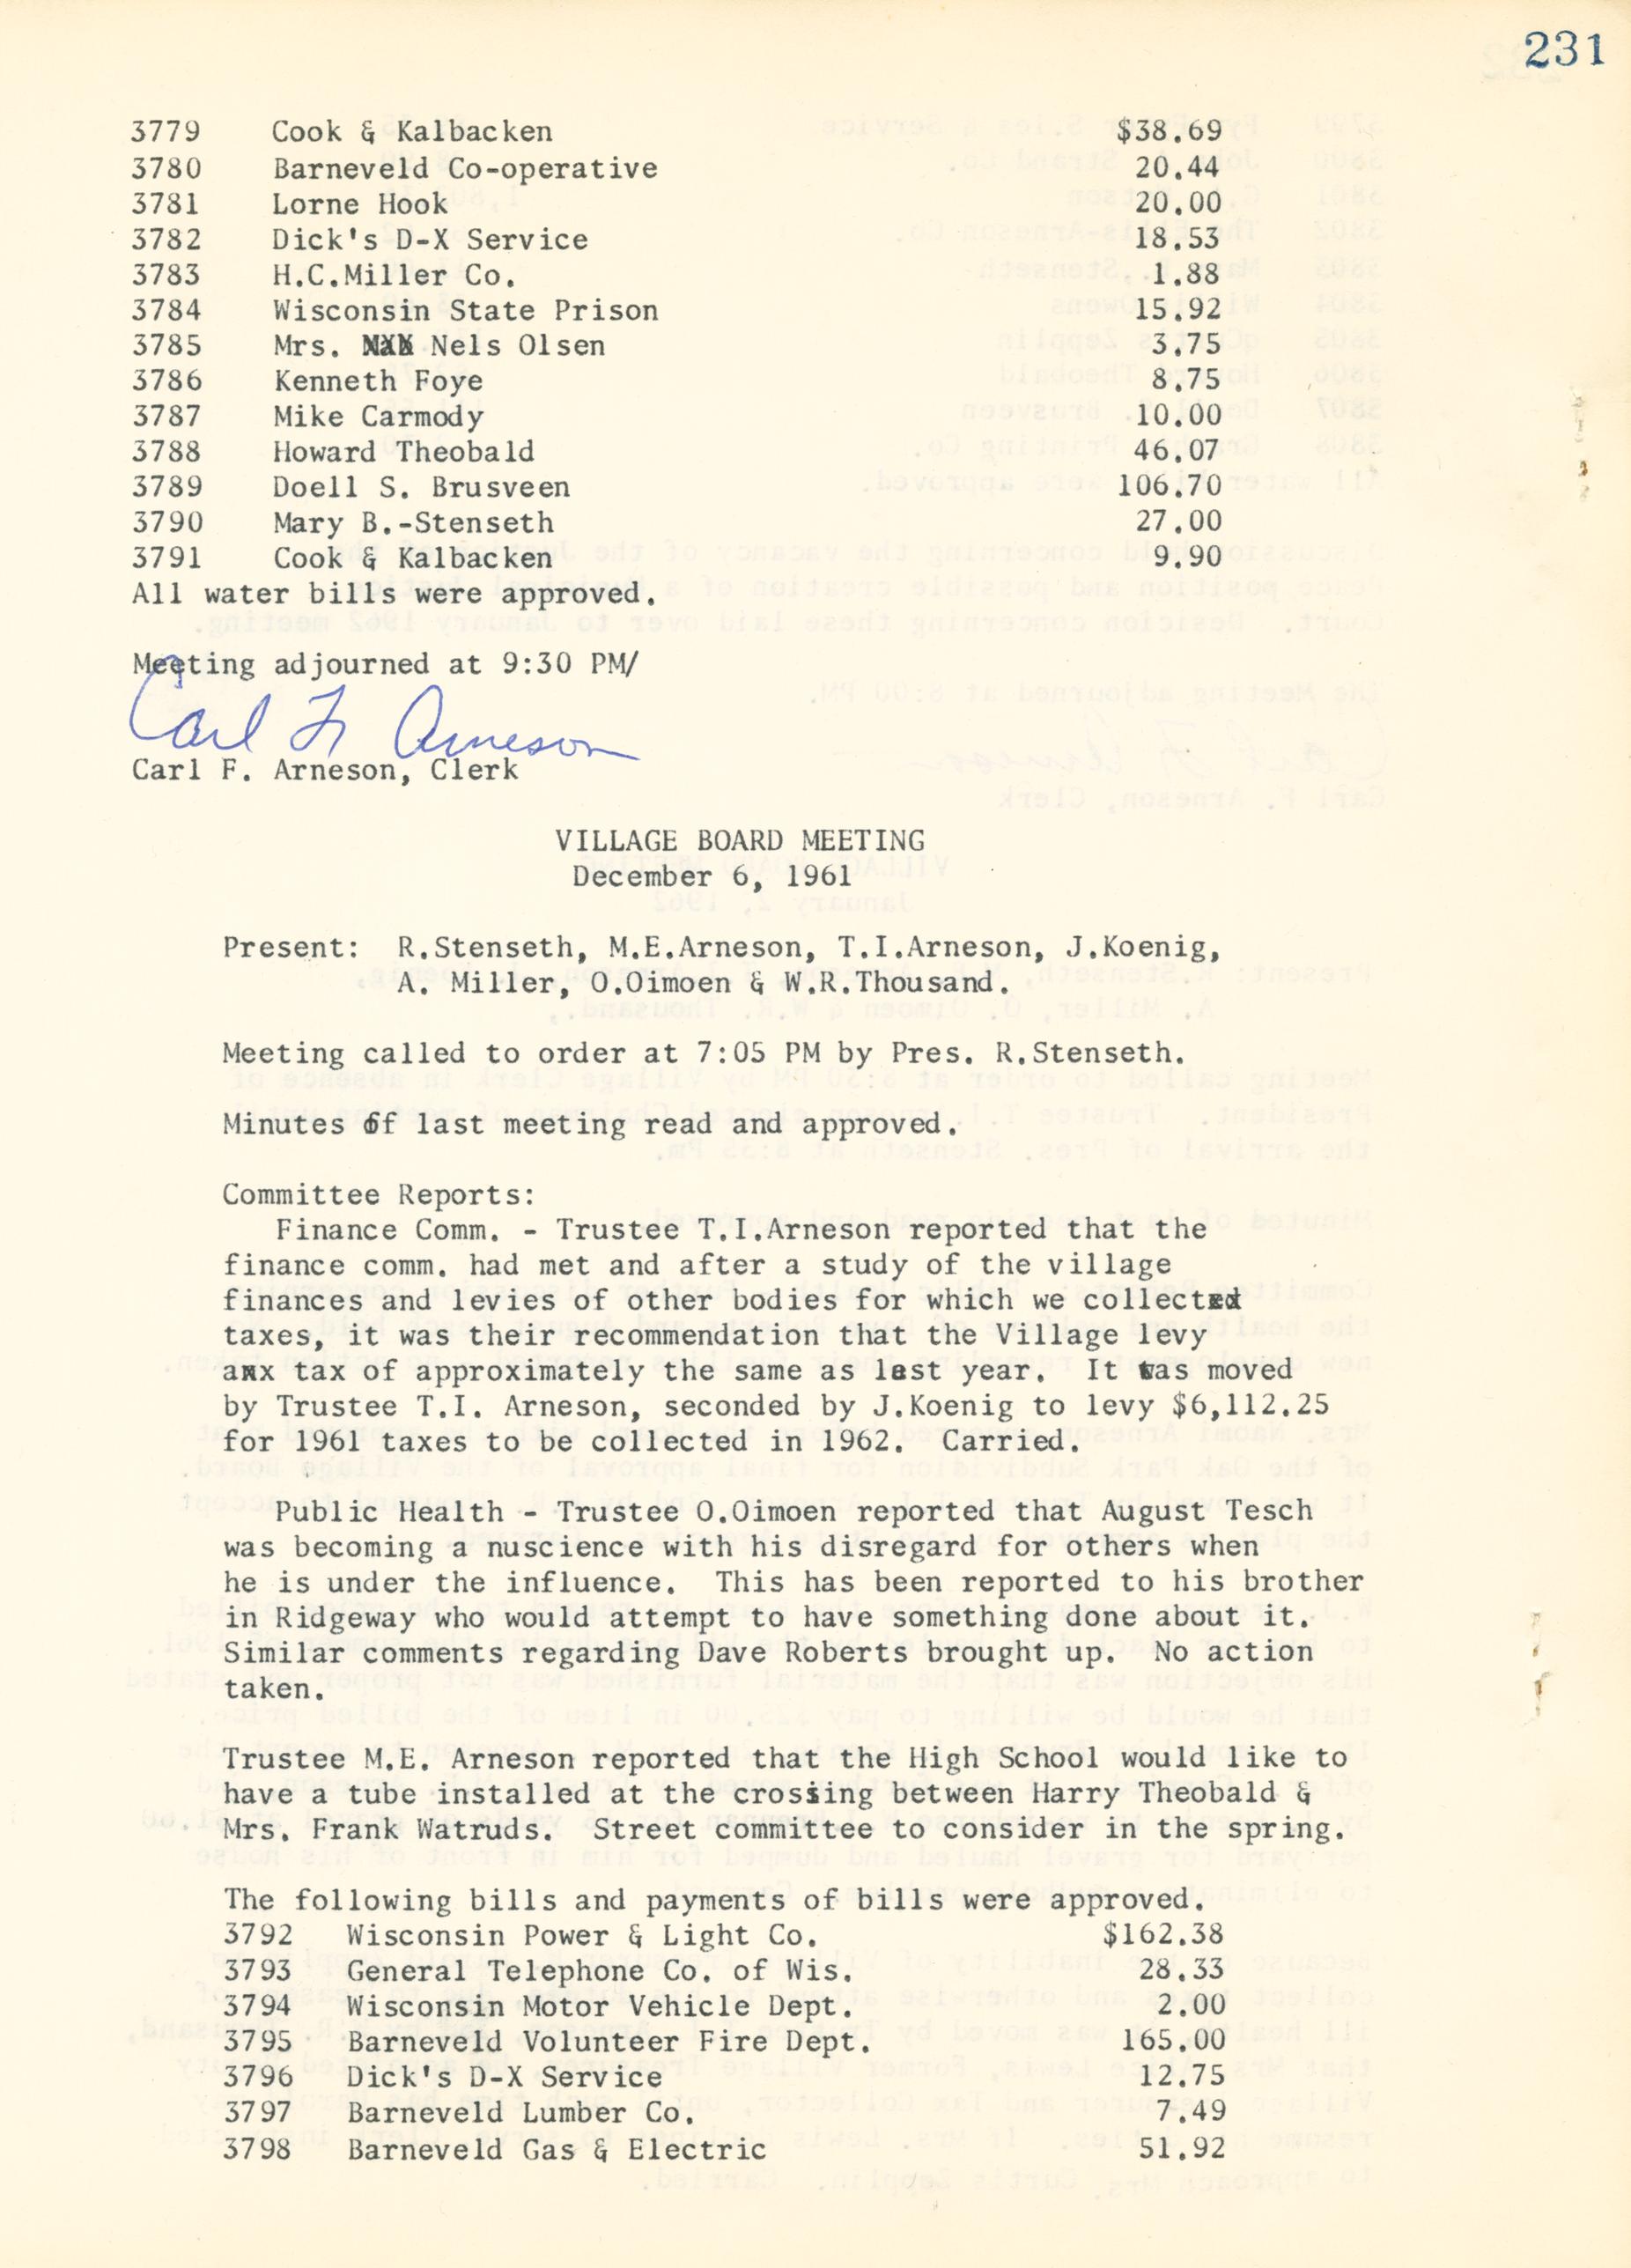 231
3779 Cook & Kalbacken $38.69
3780 Barneveld Co-operative 20.44
3781 Lorne Hook 20.00
3782 Dick's D-X Service 18.53
3783 H.C.Miller Co. 1.88
3784 Wisconsin State Prison 15.92
3785 Mrs. Nels Olsen 3.75
3786 Kenneth Foye 8.75
3787 Mike Carmody 10.00
3788 Howard Theobald 46.07
3789 Doell S. Brusveen 106.70
3790 Mary B.-Stenseth 27.00
3791 Cook & Kalbacken 9.90
All water bills were approved.
Meeting adjourned at 9:30 PM/
Carl F. Arneson
Carl F. Arneson, Clerk
VILLAGE BOARD MEETING
December 6, 1961
Present: R.Stenseth, M.E.Arneson, T.I.Arneson, J.Koenig,
A. Miller, O.Oimoen & W.R.Thousand.
Meeting called to order at 7:05 PM by Pres. R.Stenseth.
Minutes of last meeting read and approved.
Committee Reports:
Finance Comm. - Trustee T.I.Arneson reported that the
finance comm. had met and after a study of the village
finances and levies of other bodies for which we collect
taxes, it was their recommendation that the Village levy
a tax of approximately the same as last year. It was moved
by Trustee T.I. Arneson, seconded by J.Koenig to levy $6,112.25
for 1961 taxes to be collected in 1962. Carried.
Public Health - Trustee O.Oimoen reported that August Tesch
was becoming a nuscience with his disregard for others when
he is under the influence. This has been reported to his brother
in Ridgeway who would attempt to have something done about it.
Similar comments regarding Dave Roberts brought up. No action
taken.
Trustee M.E. Arneson reported that the High School would like to
have a tube installed at the crossing between Harry Theobald &
Mrs. Frank Watruds. Street committee to consider in the spring.
The following bills and payments of bills were approved.
3792 Wisconsin Power & Light Co. $162.38
3793 General Telephone Co. of Wis. 28.33
3794 Wisconsin Motor Vehicle Dept. 2.00
3795 Barneveld Volunteer Fire Dept. 165.00
3796 Dick's D-X Service 12.75
3797 Barneveld Lumber Co. 7.49
3798 Barneveld Gas & Electric 51.92